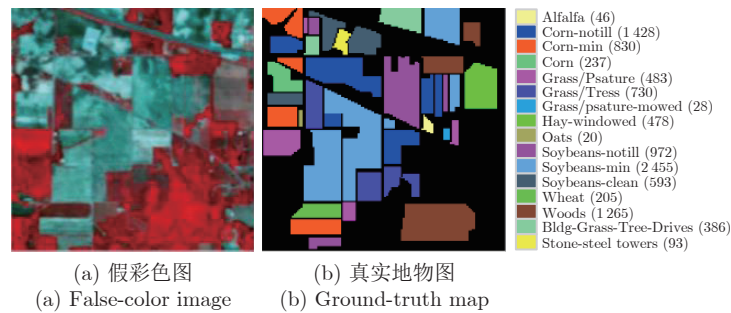 Alfalfa (46)
Corn-notill (1 428)
Corn-min (830)
Corn (237)
Grass/Psature (483)
Grass/Tress (730)
Grass/psature-mowed (28)
Hay-windowed (478)
Oats (20)
Soybeans-notill (972)
Soybeans-min (2 455)
Soybeans-clean (593)
Wheat (205)
Woods (1 265)
Bldg-Grass-Tree-Drives (386)
Stone-steel towers (93)
(a) 假彩色图
(a) False-color image
(b) 真实地物图
(b) Ground-truth map